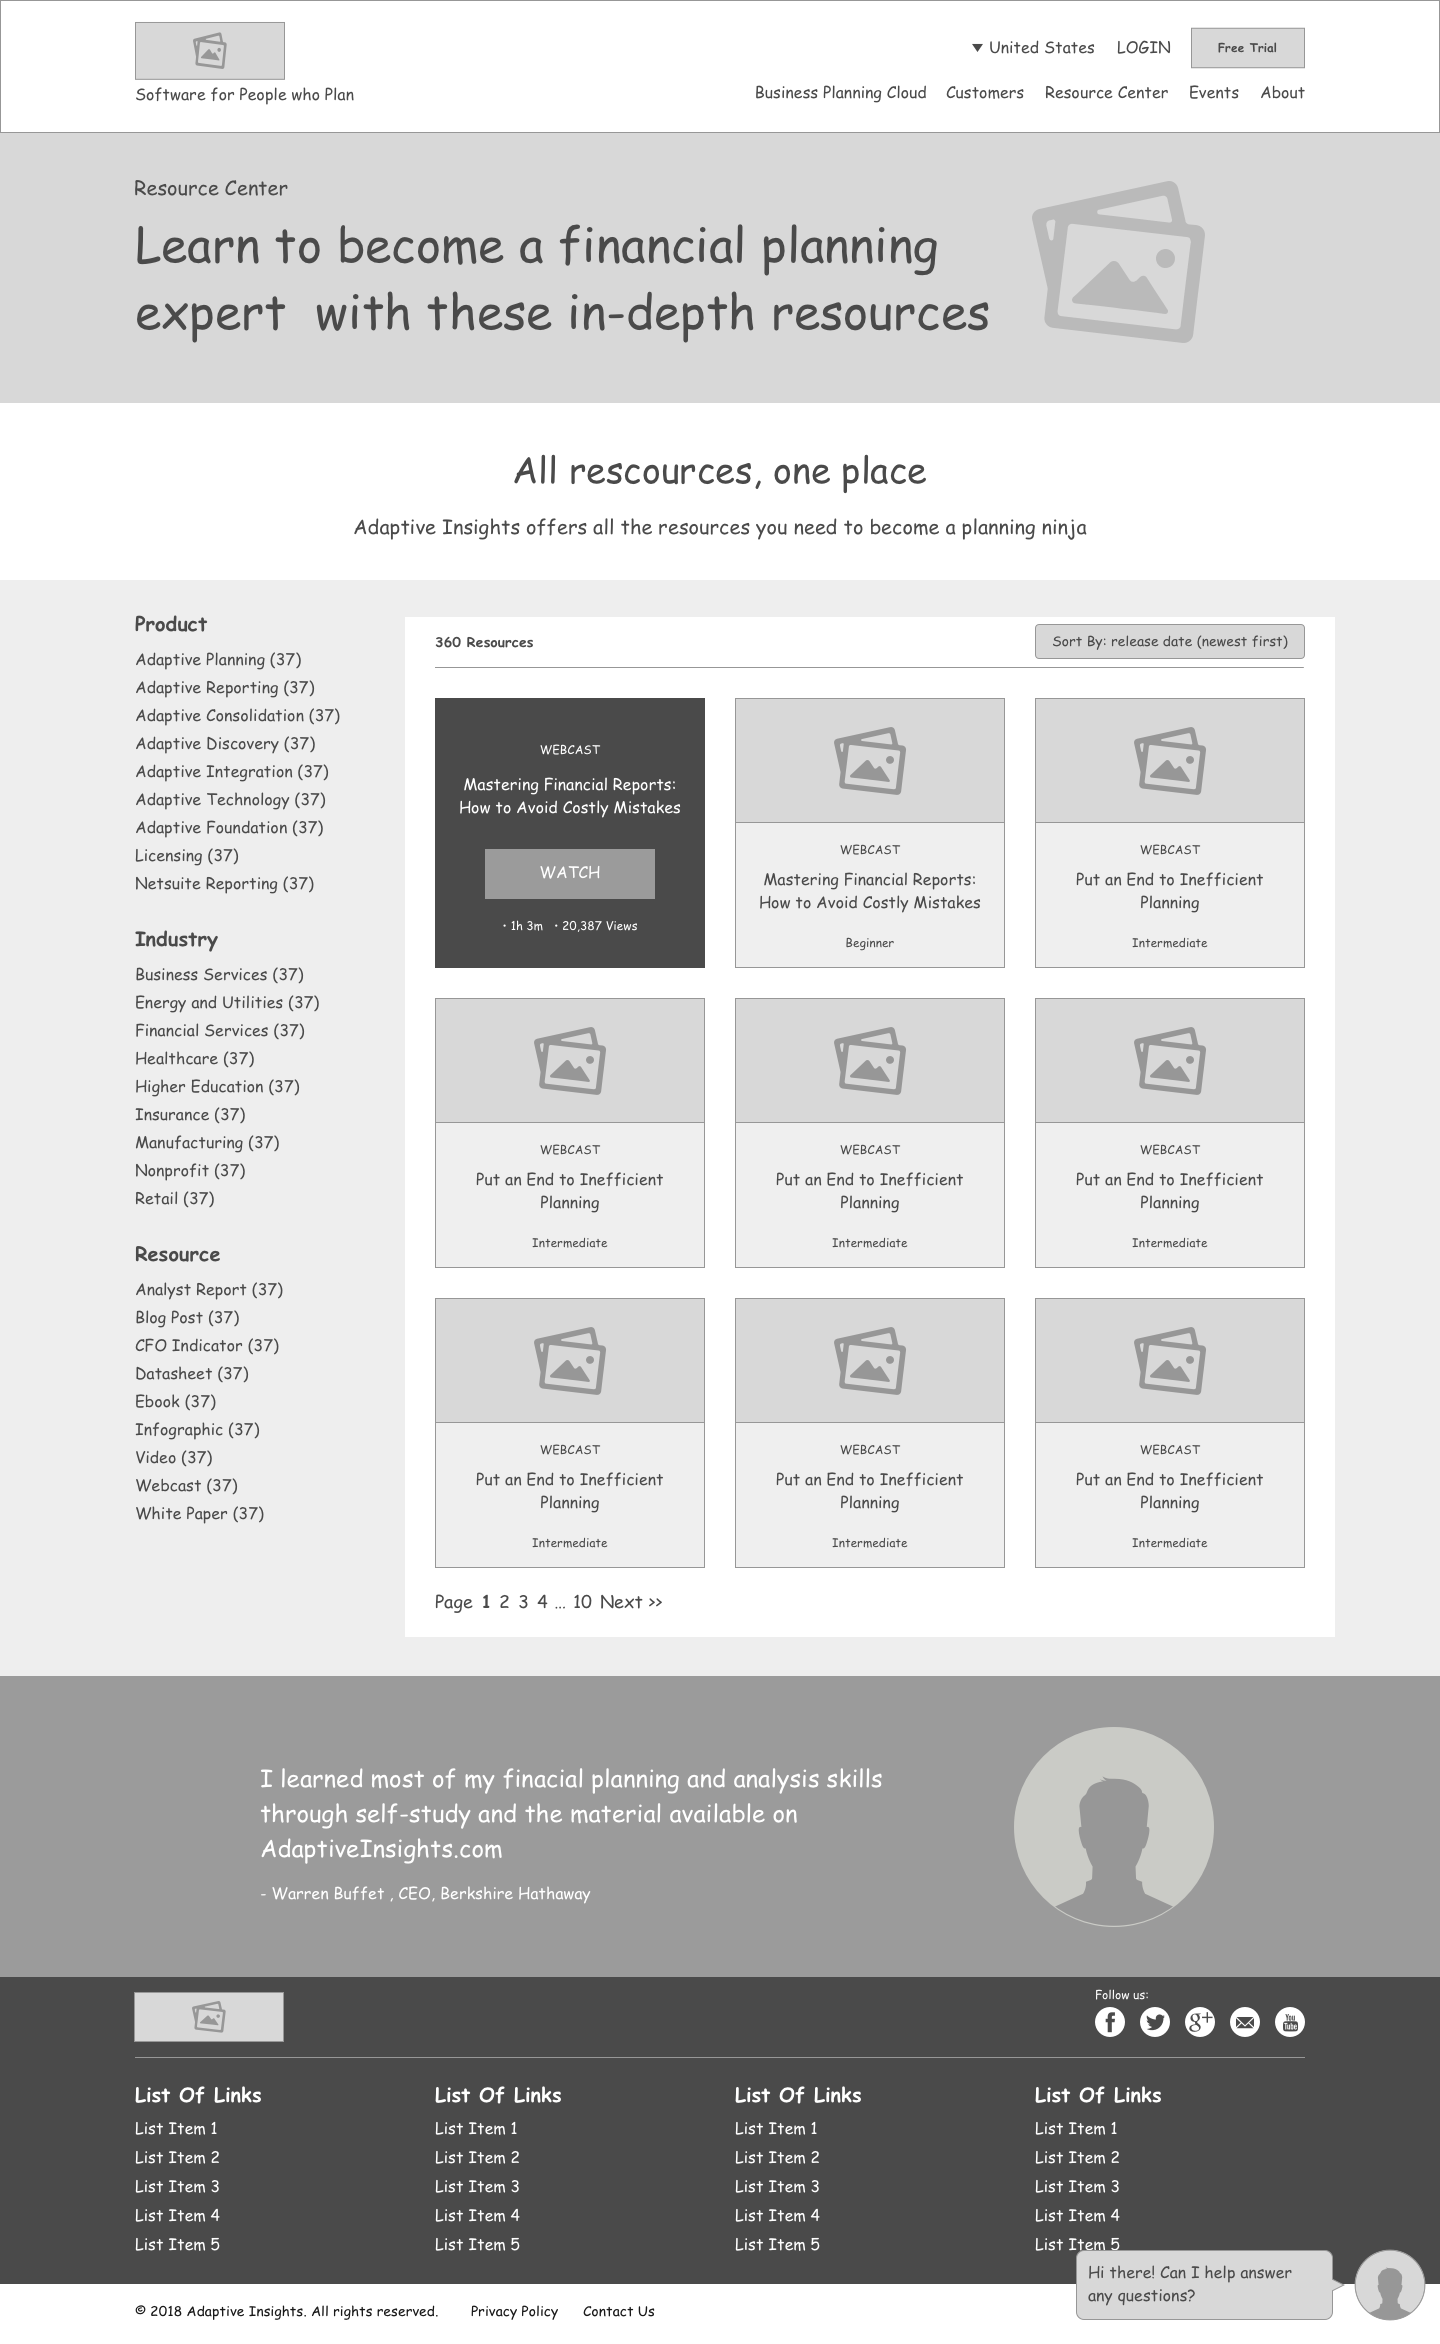 Software for People who Plan
▼ United States LOGIN Free Trial
Business Planning Cloud Customers Resource Center Events About
Resource Center
Learn to become a financial planning
expert with these in-depth resources
All rescources, one place
Adaptive Insights offers all the resources you need to become a planning ninja
Product
Adaptive Planning (37)
Adaptive Reporting (37)
Adaptive Consolidation (37)
Adaptive Discovery (37)
Adaptive Integration (37)
Adaptive Technology (37)
Adaptive Foundation (37)
Licensing (37)
Netsuite Reporting (37)
Industry
Business Services (37)
Energy and Utilities (37)
Financial Services (37)
Healthcare (37)
Higher Education (37)
Insurance (37)
Manufacturing (37)
Nonprofit (37)
Retail (37)
Resource
Analyst Report (37)
Blog Post (37)
CFO Indicator (37)
Datasheet (37)
Ebook (37)
Infographic (37)
Video (37)
Webcast (37)
White Paper (37)
360 Resources
Sort By: release date (newest first)
WEBCAST
Mastering Financial Reports:
How to Avoid Costly Mistakes
WATCH
• 1h 3m • 20,387 Views
WEBCAST
Mastering Financial Reports:
How to Avoid Costly Mistakes
Beginner
WEBCAST
Put an End to Inefficient
Planning
Intermediate
WEBCAST
Put an End to Inefficient
Planning
Intermediate
WEBCAST
Put an End to Inefficient
Planning
Intermediate
WEBCAST
Put an End to Inefficient
Planning
Intermediate
WEBCAST
Put an End to Inefficient
Planning
Intermediate
WEBCAST
Put an End to Inefficient
Planning
Intermediate
WEBCAST
Put an End to Inefficient
Planning
Intermediate
Page 1 2 3 4 ... 10 Next >>
I learned most of my finacial planning and analysis skills
through self-study and the material available on
AdaptiveInsights.com
- Warren Buffet , CEO, Berkshire Hathaway
Follow us:
f g+ You Tube
List Of Links
List Item 1
List Item 2
List Item 3
List Item 4
List Item 5
List Of Links
List Item 1
List Item 2
List Item 3
List Item 4
List Item 5
List Of Links
List Item 1
List Item 2
List Item 3
List Item 4
List Item 5
List Of Links
List Item 1
List Item 2
List Item 3
List Item 4
List Item 5
Hi there! Can I help answer
any questions?
© 2018 Adaptive Insights. All rights reserved. Privacy Policy Contact Us